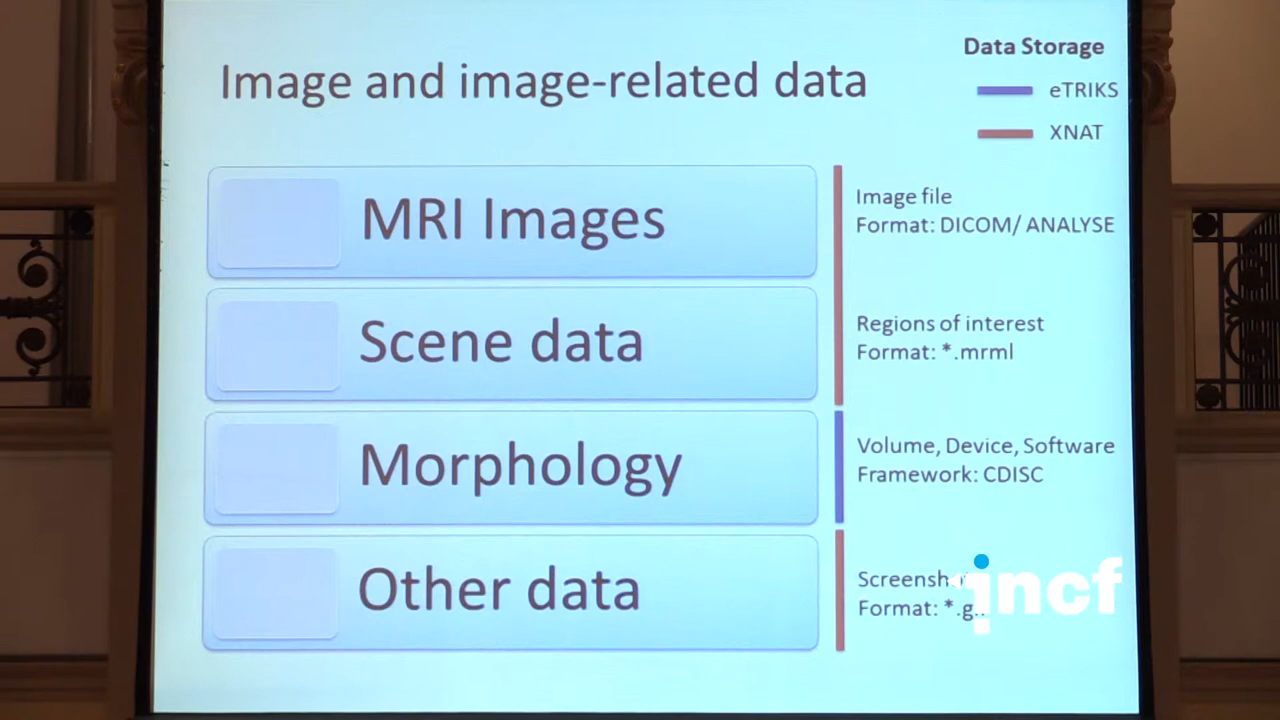 Image and image-related data
Data Storage
eTRIKS
XNAT
MRI Images
Image file
Format: DICOM/ ANALYSE
Scene data
Regions of interest
Format: *.mrml
Morphology
Volume, Device, Software
Framework: CDISC
Other data
Format:
incf